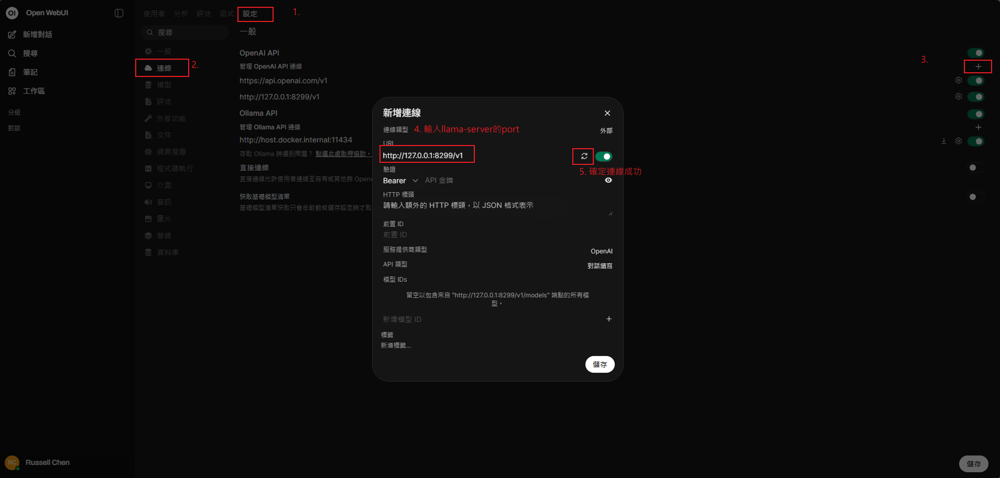 OI Open WebUI
新增對話
搜尋
筆記
工作區
分組
對話
RC Russell Chen
使用者 分析 評估 函式 設定 1.
搜尋
一般
連線 2.
模型
評估
外掛功能
文件
網頁搜尋
程式碼執行
介面
音訊
圖片
管線
資料庫
一般
OpenAI API
管理 OpenAI API 連線
3.
https://api.openai.com/v1
http://127.0.0.1:8299/v1
Ollama API
管理 Ollama API 連線
http://host.docker.internal:11434
存取 Ollama 時遇到問題？ 點選此處取得協助。
直接連線
直接連線允許使用者連線至自有或其他與 OpenA
快取基礎模型清單
基礎模型清單快取只會在啟動或儲存設定時才取
新增連線
連線類型 4. 輸入llama-server的port 外部
URL
http://127.0.0.1:8299/v1
5. 確定連線成功
驗證
Bearer API 金鑰
HTTP 標頭
請輸入額外的 HTTP 標頭，以 JSON 格式表示
前置 ID
前置 ID
服務提供商類型 OpenAI
API 類型 對話續寫
模型 IDs
留空以包含來自 "http://127.0.0.1:8299/v1/models" 端點的所有模
型。
新增模型 ID
標籤
新增標籤...
儲存
儲存